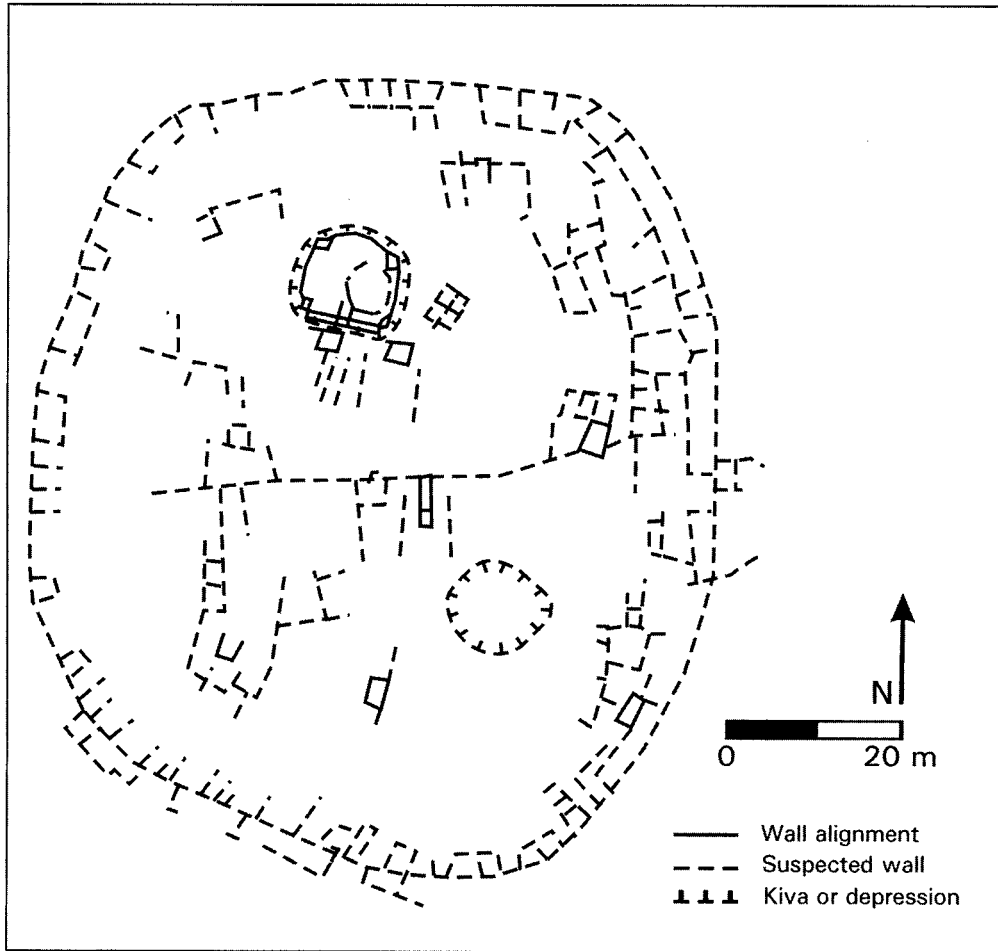 N
0 20 m
Wall alignment
Suspected wall
Kiva or depression